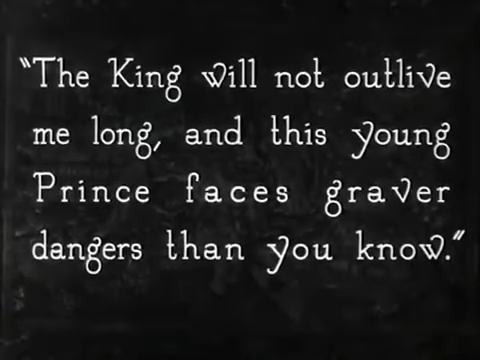 "The King will not outlive
me long, and this young
Prince faces graver
dangers than you know."